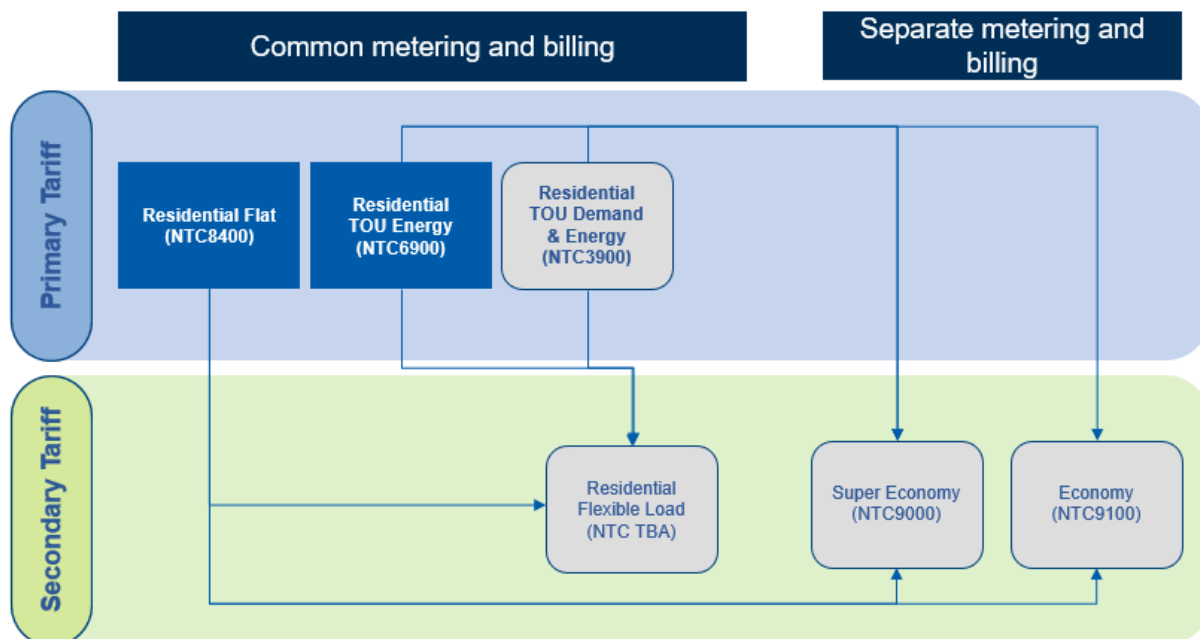 Common metering and billing
Separate metering and
billing
Primary Tariff
Residential Flat
(NTC8400)
Residential
TOU Energy
(NTC6900)
Residential
TOU Demand
& Energy
(NTC3900)
Secondary Tariff
Residential
Flexible Load
(NTC TBA)
Super Economy
(NTC9000)
Economy
(NTC9100)